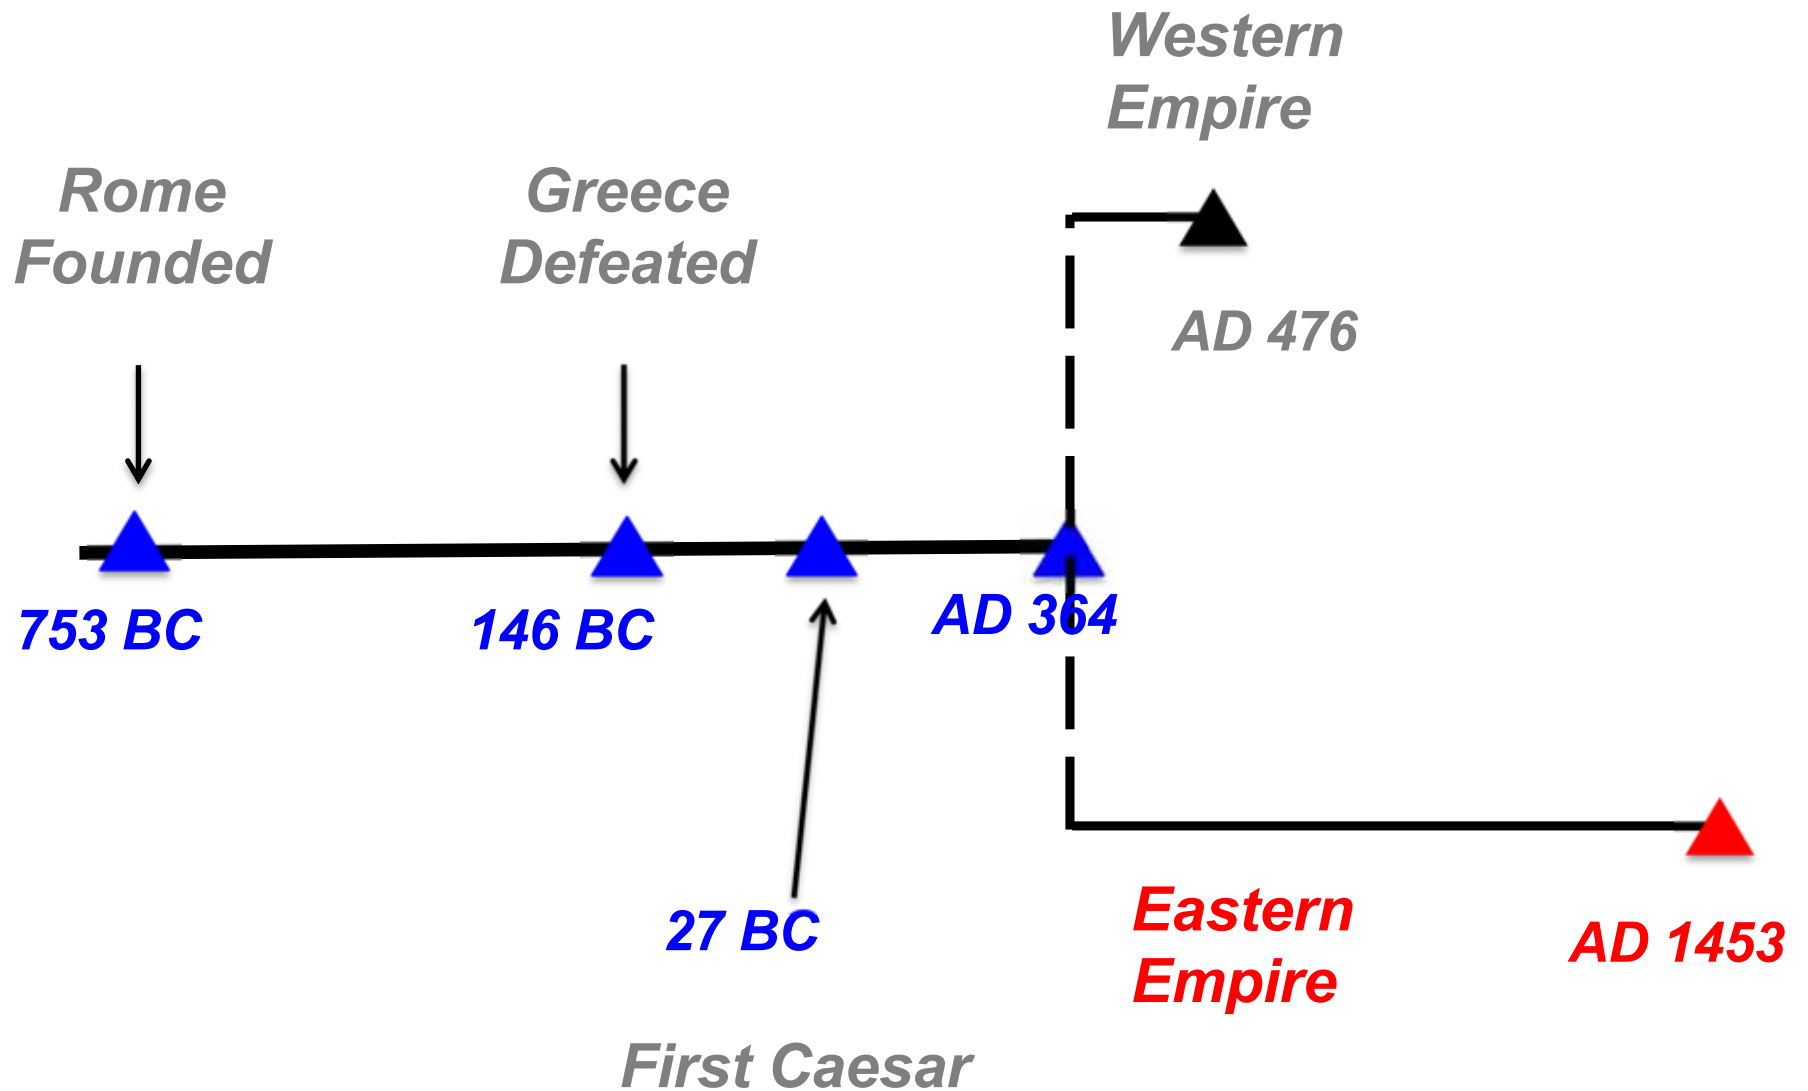 Western
Empire
Rome
Founded
Greece
Defeated
AD 476
753 BC
146 BC
AD 364
27 BC
Eastern
Empire
AD 1453
First Caesar